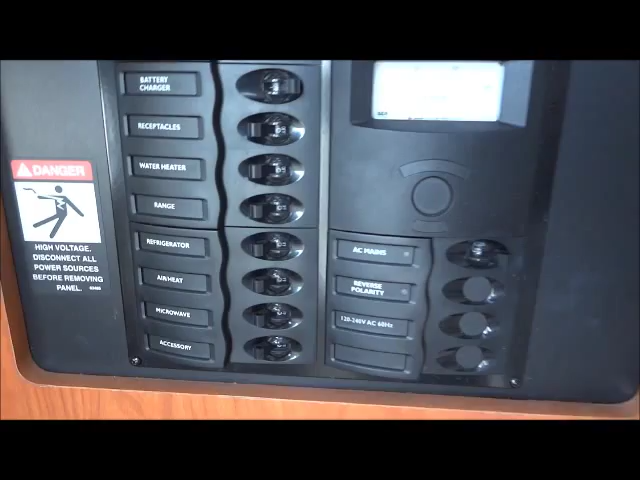 BATTERY
CHARGER
RECEPTACLES
WATER HEATER
RANGE
REFRIGERATOR
AIR/HEAT
MICROWAVE
ACCESSORY
DANGER
HIGH VOLTAGE.
DISCONNECT ALL
POWER SOURCES
BEFORE REMOVING
PANEL.
AC MAINS
REVERSE
POLARITY
120-240V AC 60Hz